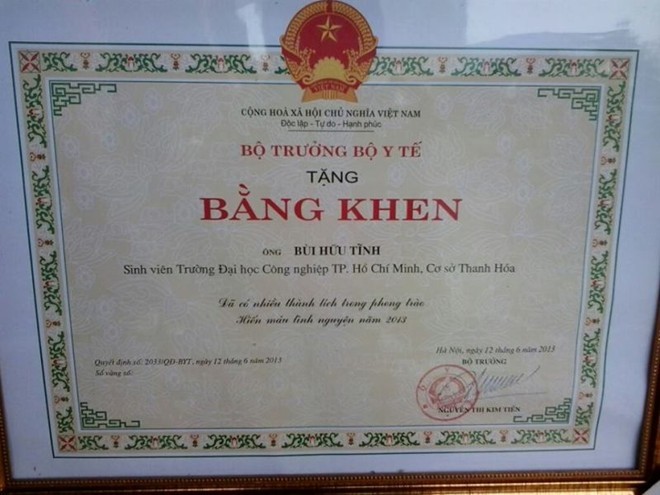 VIỆT NAM
CỘNG HOÀ XÃ HỘI CHỦ NGHĨA VIỆT NAM
Độc lập - Tự do - Hạnh phúc
BỘ TRƯỞNG BỘ Y TẾ
TẶNG
BẰNG KHEN
ÔNG BÙI HỮU TĨNH
Sinh viên Trường Đại học Công nghiệp TP. Hồ Chí Minh, Cơ sở Thanh Hóa
Đã có nhiều thành tích trong phong trào
Hiến máu tình nguyện năm 2013
Hà Nội, ngày 12 tháng 6 năm 2013
Quyết định số: 2033/QĐ-BYT, ngày 12 tháng 6 năm 2013
BỘ TRƯỞNG
Sổ vàng số:
NGUYỄN THỊ KIM TIẾN